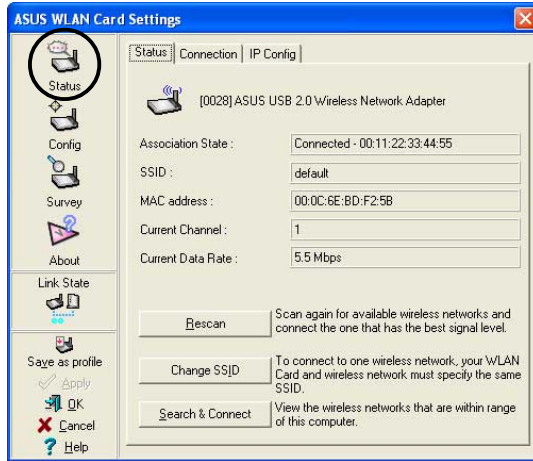 ASUS WLAN Card Settings
Status
Config
Survey
About
Link State
Save as profile
Apply
OK
Cancel
Help
Status Connection IP Config
[0028] ASUS USB 2.0 Wireless Network Adapter
Association State : Connected - 00:11:22:33:44:55
SSID : default
MAC address : 00:0C:6E:BD:F2:5B
Current Channel : 1
Current Data Rate : 5.5 Mbps
Rescan
Scan again for available wireless networks and
connect the one that has the best signal level.
Change SSID
To connect to one wireless network, your WLAN
Card and wireless network must specify the same
SSID.
Search & Connect
View the wireless networks that are within range
of this computer.